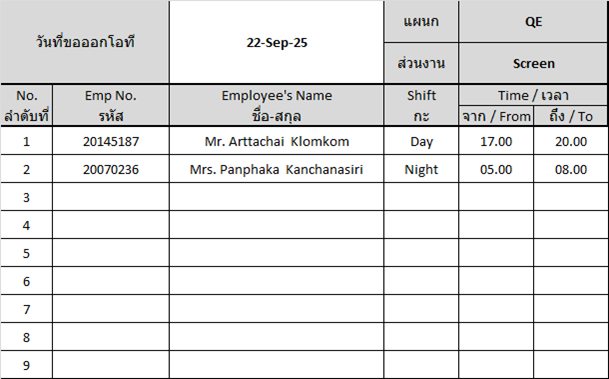 วันที่ขอออกโอที 22-Sep-25 แผนก QE
ส่วนงาน Screen
No. Emp No. Employee's Name Shift Time / เวลา
ลำดับที่ รหัส ชื่อ-สกุล กะ จาก / From ถึง / To
1 20145187 Mr. Arttachai Klomkom Day 17.00 20.00
2 20070236 Mrs. Panphaka Kanchanasiri Night 05.00 08.00
3
4
5
6
7
8
9